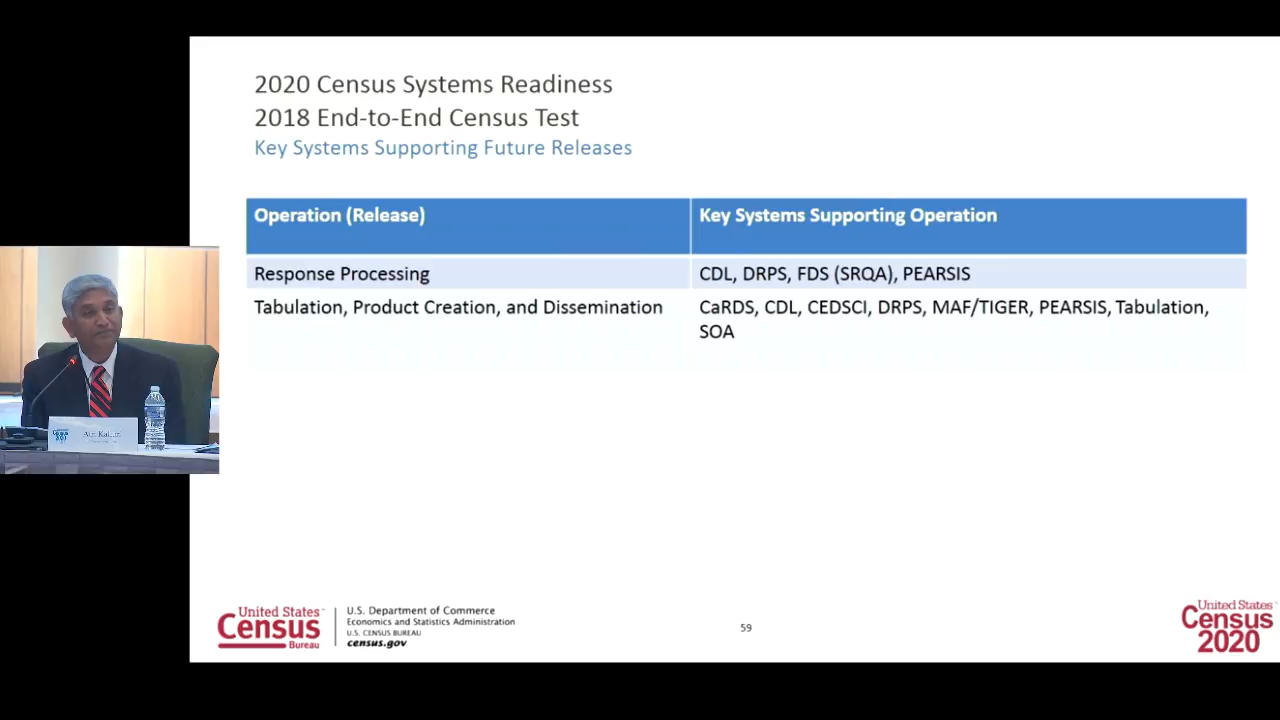 2020 Census Systems Readiness
2018 End-to-End Census Test
Key Systems Supporting Future Releases
Operation (Release)
Key Systems Supporting Operation
Response Processing
CDL, DRPS, FDS (SRQA), PEARSIS
Tabulation, Product Creation, and Dissemination
CaRDS, CDL, CEDSCI, DRPS, MAF/TIGER, PEARSIS, Tabulation,
SOA
United States™
Census
Bureau
U.S. Department of Commerce
Economics and Statistics Administration
U.S. CENSUS BUREAU
census.gov
59
United States™
Census
2020